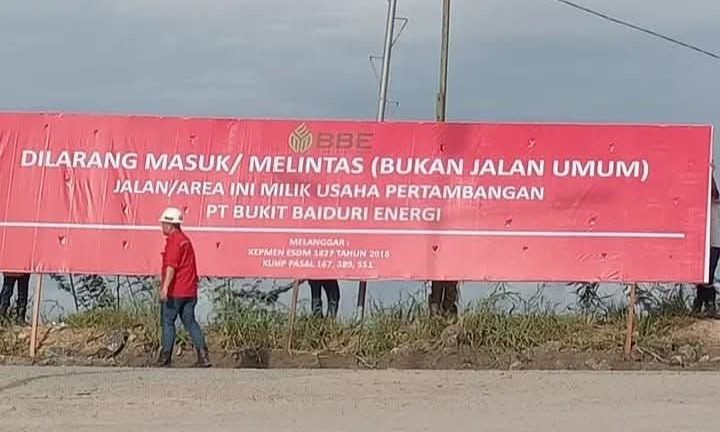 BBE
DILARANG MASUK/ MELINTAS (BUKAN JALAN UMUM)
JALAN/AREA INI MILIK USAHA PERTAMBANGAN
PT BUKIT BAIDURI ENERGI
MELANGGAR :
KEPMEN ESDM 1827 TAHUN 2018
KUHP PASAL 167, 389, 551